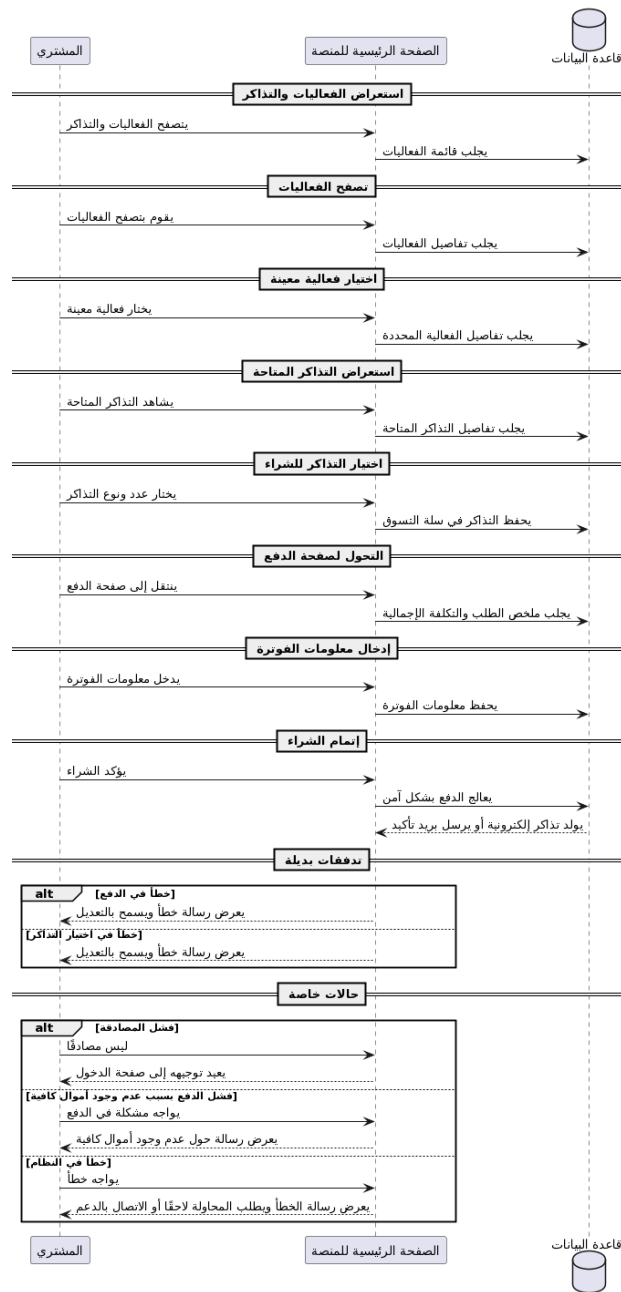 المشتري
الصفحة الرئيسية للمنصة
قاعدة البيانات
استعراض الفعاليات والتذاكر
يتصفح الفعاليات والتذاكر
يجلب قائمة الفعاليات
تصفح الفعاليات
يقوم بتصفح الفعاليات
يجلب تفاصيل الفعاليات
اختيار فعالية معينة
يختار فعالية معينة
يجلب تفاصيل الفعالية المحددة
استعراض التذاكر المتاحة
يشاهد التذاكر المتاحة
يجلب تفاصيل التذاكر المتاحة
اختيار التذاكر للشراء
يختار عدد ونوع التذاكر
يحفظ التذاكر في سلة التسوق
التحول لصفحة الدفع
ينتقل إلى صفحة الدفع
يجلب ملخص الطلب والتكلفة الإجمالية
إدخال معلومات الفوترة
يدخل معلومات الفوترة
يحفظ معلومات الفوترة
إتمام الشراء
يؤكد الشراء
يعالج الدفع بشكل آمن
يولد تذاكر إلكترونية أو يرسل بريد تأكيد
تدفقات بديلة
alt [خطأ في الدفع]
يعرض رسالة خطأ ويسمح بالتعديل
[خطأ في اختيار التذاكر]
يعرض رسالة خطأ ويسمح بالتعديل
حالات خاصة
alt [فشل المصادقة]
ليس مصادقًا
يعيد توجيهه إلى صفحة الدخول
[فشل الدفع بسبب عدم وجود أموال كافية]
يواجه مشكلة في الدفع
يعرض رسالة حول عدم وجود أموال كافية
[خطأ في النظام]
يواجه خطأ
يعرض رسالة الخطأ ويطلب المحاولة لاحقًا أو الاتصال بالدعم
المشتري
الصفحة الرئيسية للمنصة
قاعدة البيانات